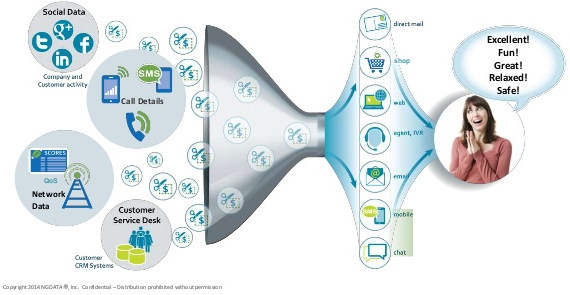 Social Data
g+
Company and
Customer activity
SMS
Call Details
SCORES
QoS
Network
Data
Customer
Service Desk
Customer
CRM Systems
direct mail
shop
web
agent, IVR
email
SMS
mobile
chat
Excellent!
Fun!
Great!
Relaxed!
Safe!
Copyright 2014 NGDATA ®, Inc. Confidential – Distribution prohibited without permission